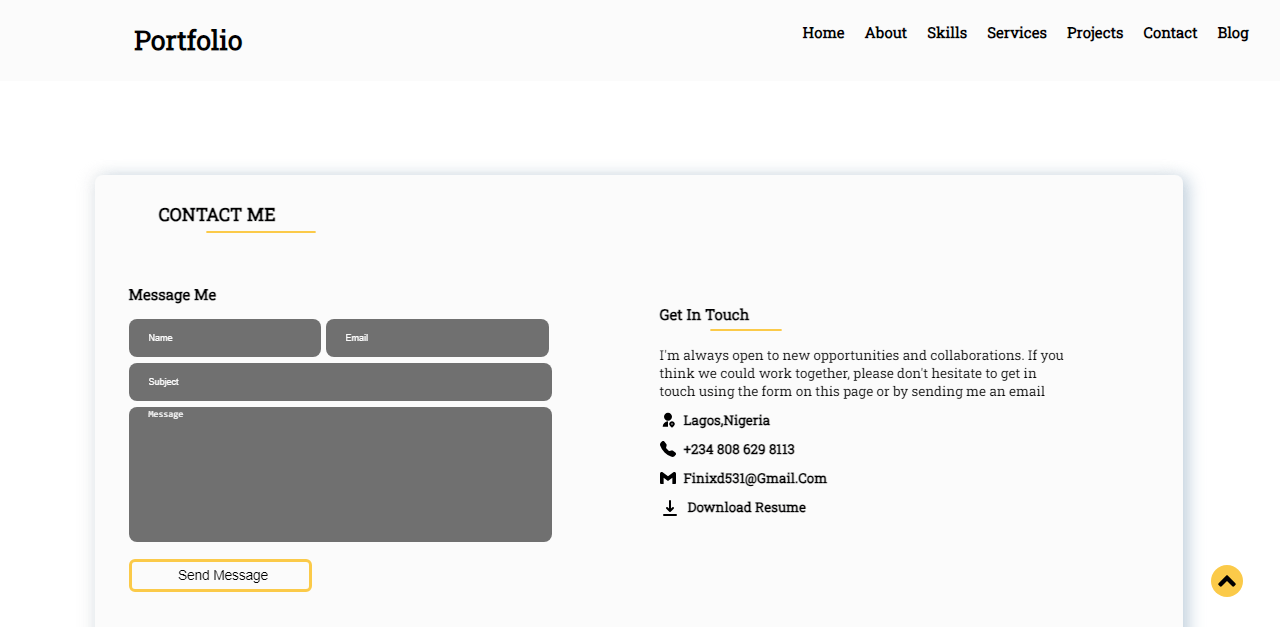 Portfolio
Home About Skills Services Projects Contact Blog
CONTACT ME
Message Me
Name Email
Subject
Message
Send Message
Get In Touch
I'm always open to new opportunities and collaborations. If you
think we could work together, please don't hesitate to get in
touch using the form on this page or by sending me an email
Lagos,Nigeria
+234 808 629 8113
Finixd531@Gmail.Com
Download Resume